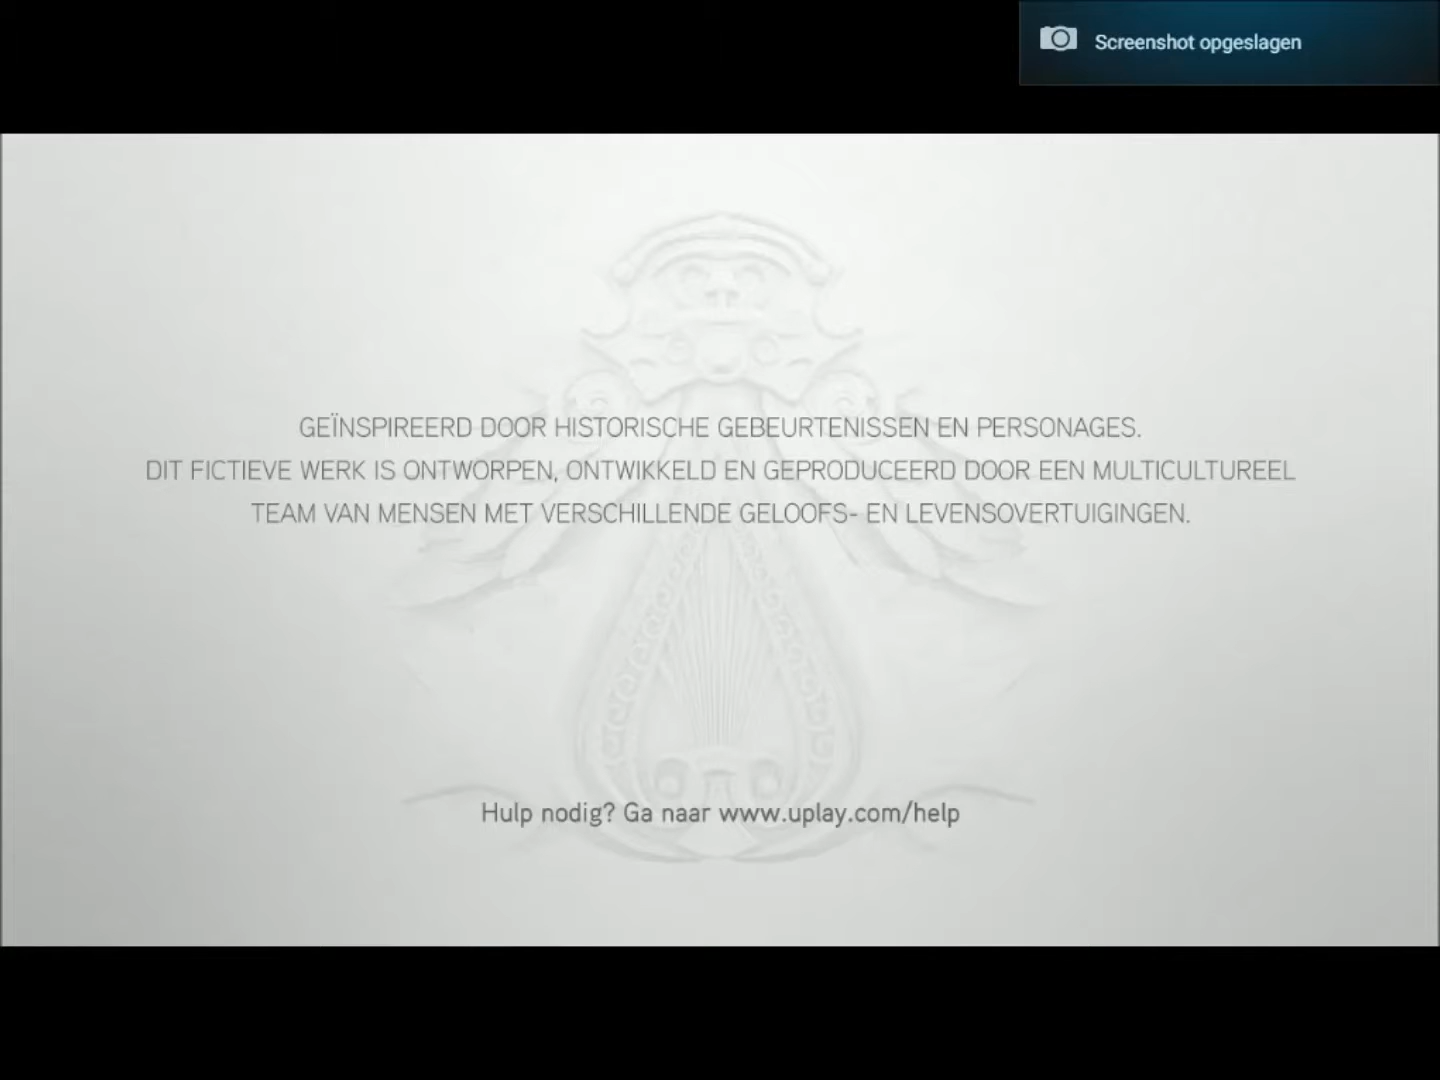 Screenshot opgeslagen
GEÏNSPIREERD DOOR HISTORISCHE GEBEURTENISSEN EN PERSONAGES.
DIT FICTIEVE WERK IS ONTWORPEN, ONTWIKKELD EN GEPRODUCEERD DOOR EEN MULTICULTUREEL
TEAM VAN MENSEN MET VERSCHILLENDE GELOOFS- EN LEVENSOVERTUIGINGEN.
Hulp nodig? Ga naar www.uplay.com/help